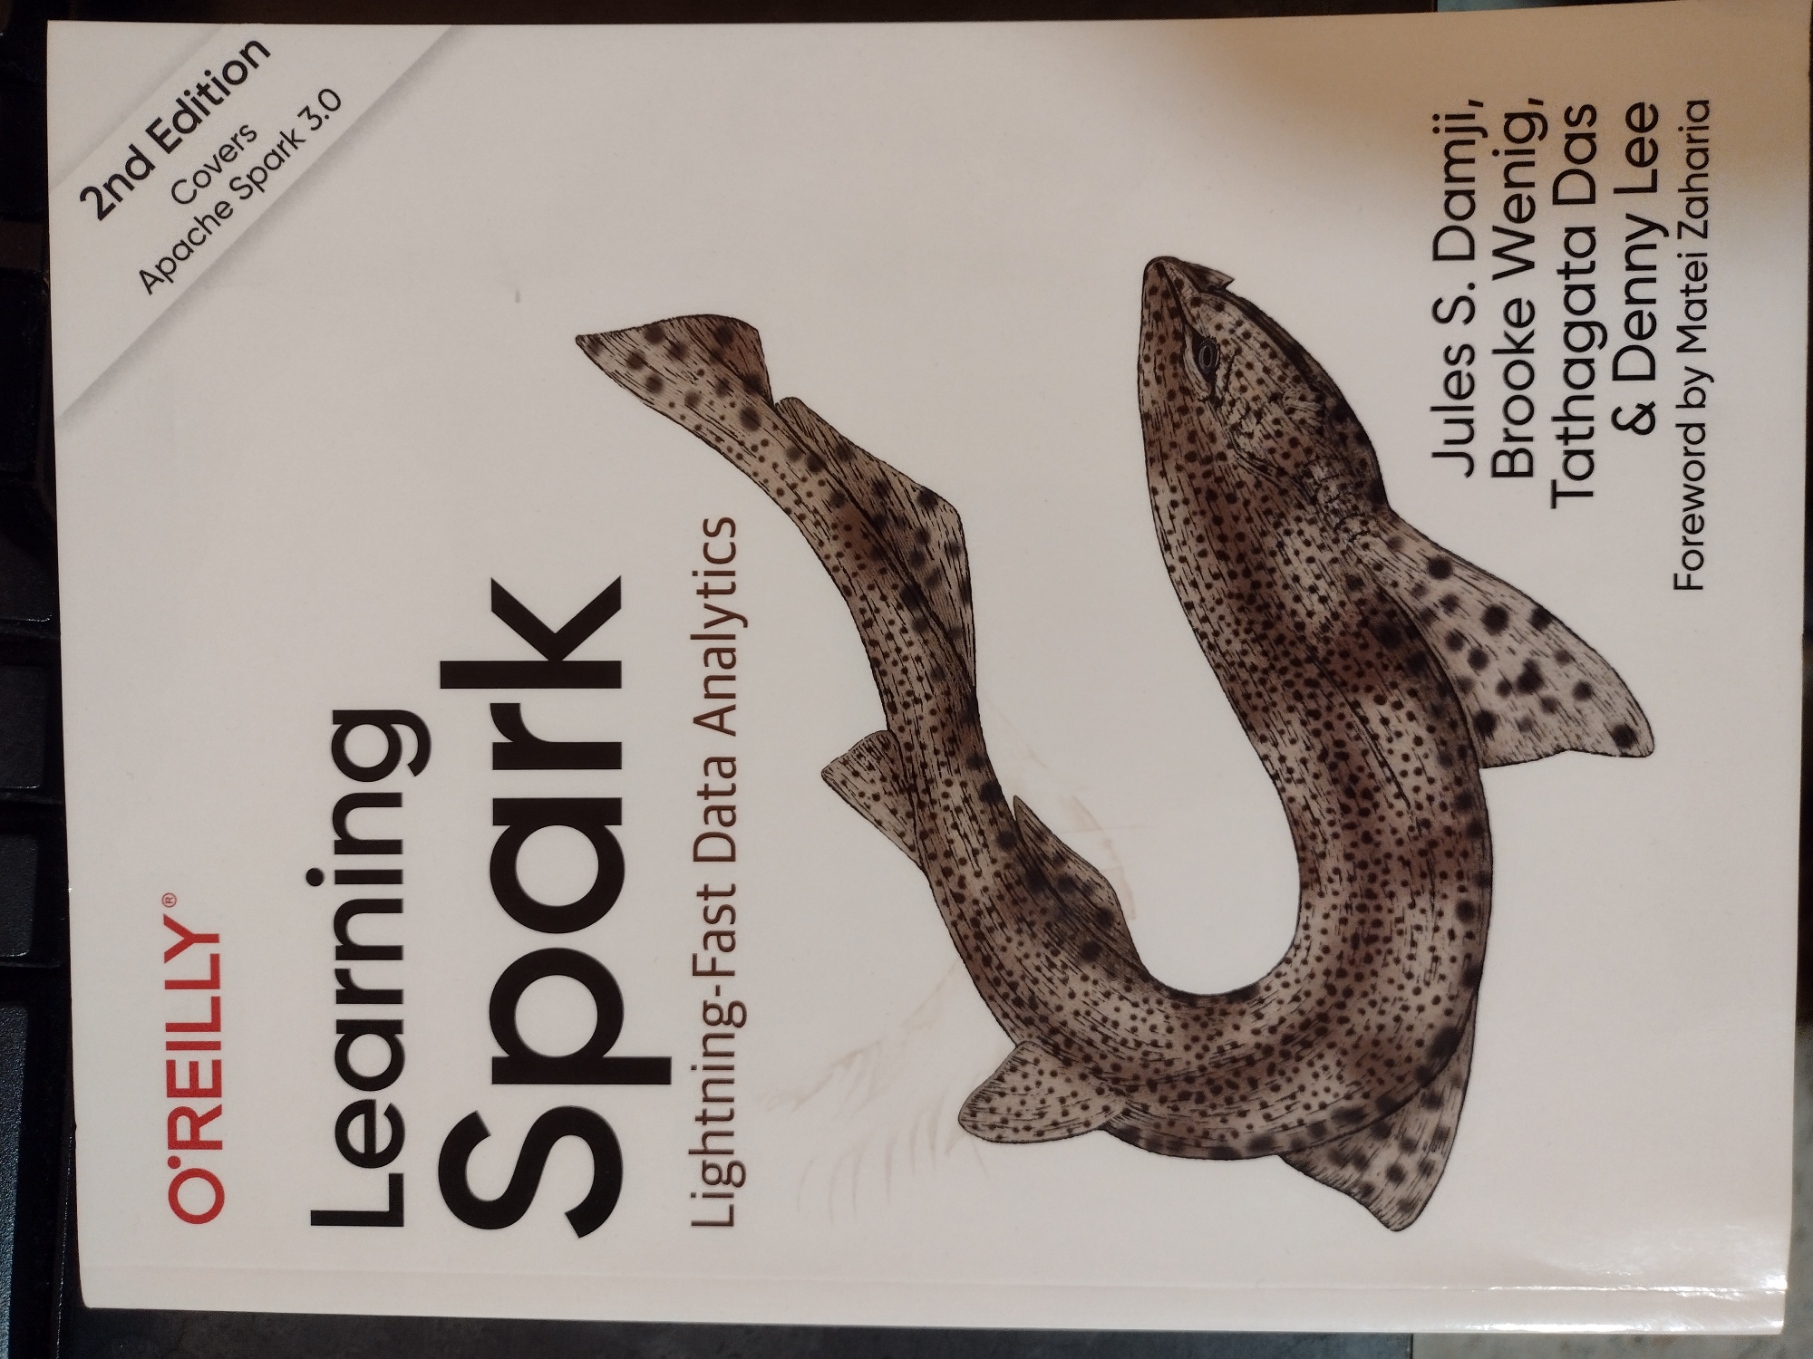 O'REILLY®
2nd Edition
Covers
Apache Spark 3.0
Learning
Spark
Lightning-Fast Data Analytics
Jules S. Damji,
Brooke Wenig,
Tathagata Das
& Denny Lee
Foreword by Matei Zaharia